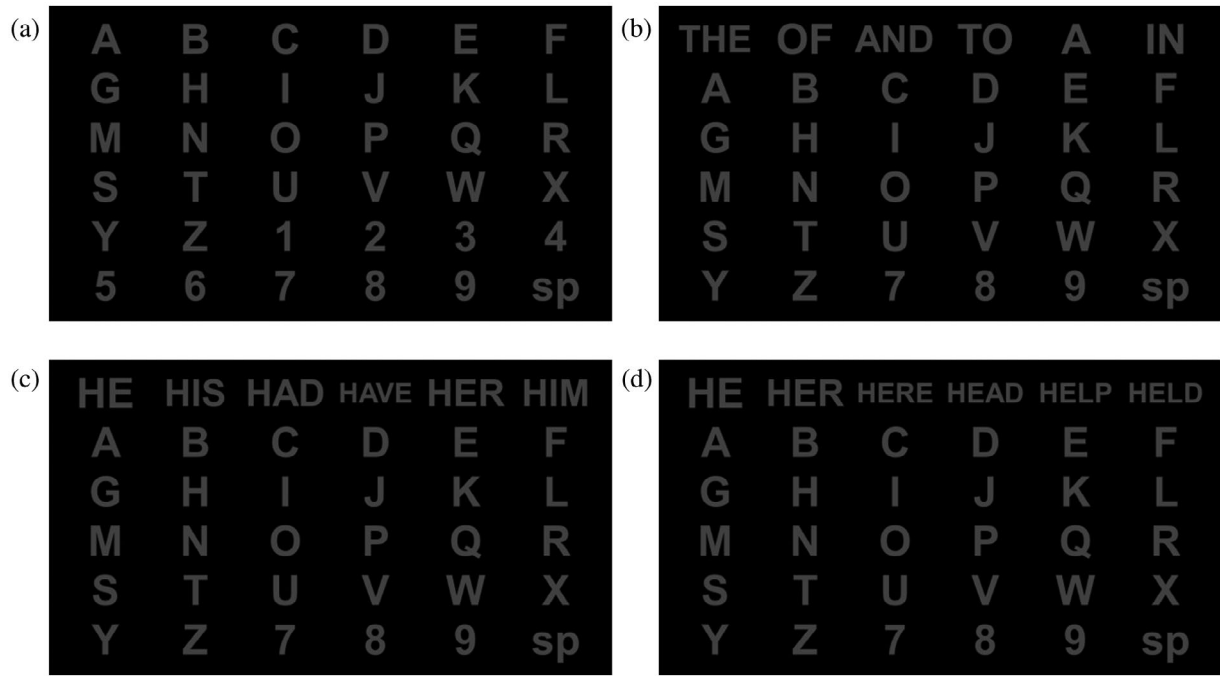 (a)
A B C D E F
G H I J K L
M N O P Q R
S T U V W X
Y Z 1 2 3 4
5 6 7 8 9 sp
(b)
THE OF AND TO A IN
A B C D E F
G H I J K L
M N O P Q R
S T U V W X
Y Z 7 8 9 sp
(c)
HE HIS HAD HAVE HER HIM
A B C D E F
G H I J K L
M N O P Q R
S T U V W X
Y Z 7 8 9 sp
(d)
HE HER HERE HEAD HELP HELD
A B C D E F
G H I J K L
M N O P Q R
S T U V W X
Y Z 7 8 9 sp